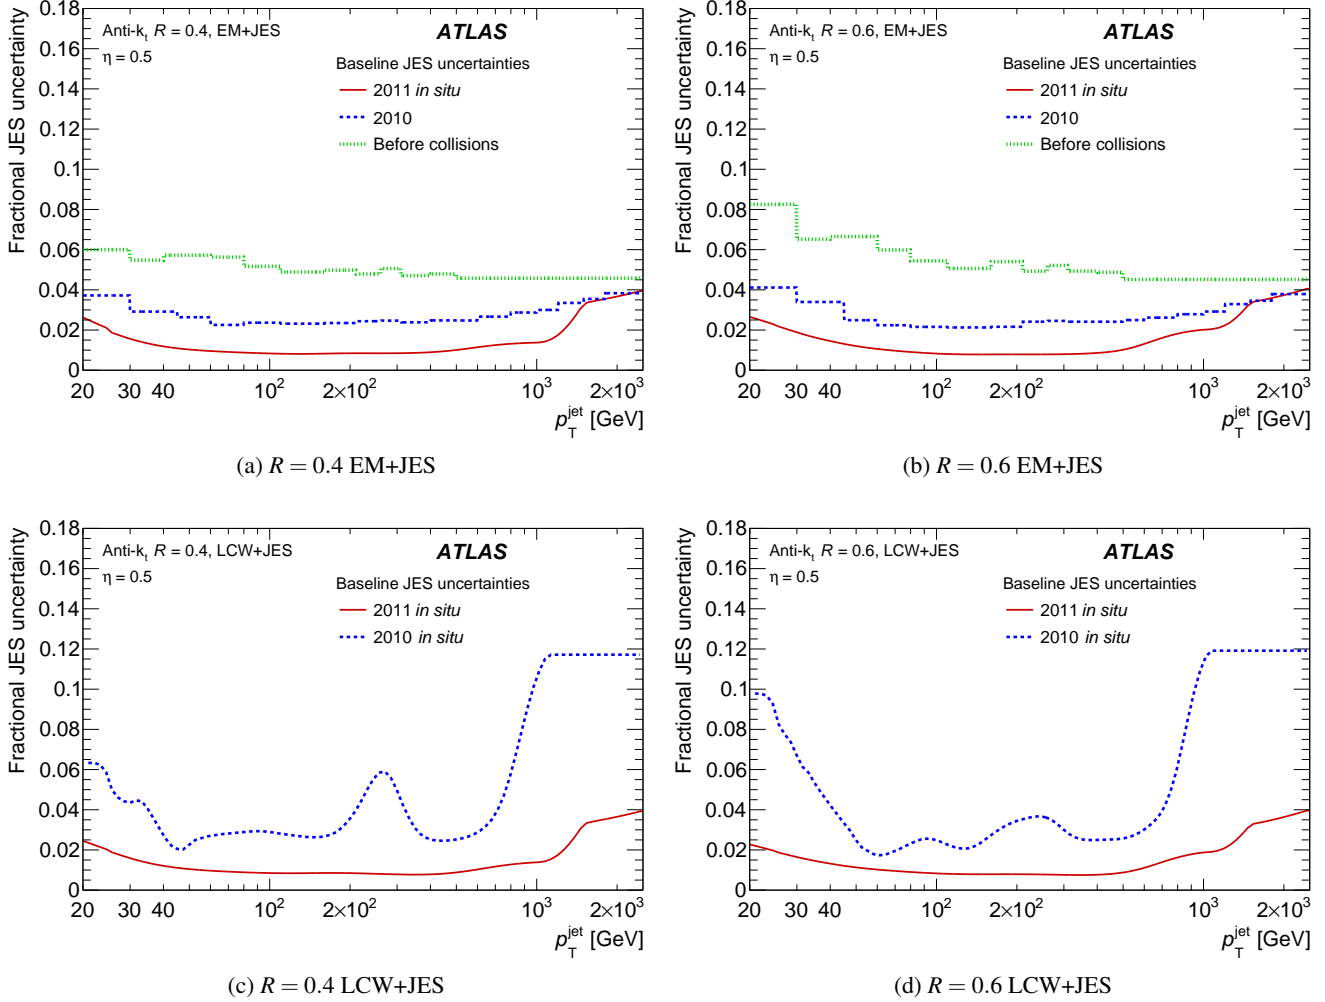 Fractional JES uncertainty
0.18
0.16
0.14
0.12
0.1
0.08
0.06
0.04
0.02
0
Anti-kₜ R = 0.4, EM+JES
η = 0.5
ATLAS
Baseline JES uncertainties
2011 in situ
2010
Before collisions
20 30 40 10² 2×10² 10³ 2×10³
p_T^jet [GeV]
(a) R = 0.4 EM+JES
Fractional JES uncertainty
0.18
0.16
0.14
0.12
0.1
0.08
0.06
0.04
0.02
0
Anti-kₜ R = 0.6, EM+JES
η = 0.5
ATLAS
Baseline JES uncertainties
2011 in situ
2010
Before collisions
20 30 40 10² 2×10² 10³ 2×10³
p_T^jet [GeV]
(b) R = 0.6 EM+JES
Fractional JES uncertainty
0.18
0.16
0.14
0.12
0.1
0.08
0.06
0.04
0.02
0
Anti-kₜ R = 0.4, LCW+JES
η = 0.5
ATLAS
Baseline JES uncertainties
2011 in situ
2010 in situ
20 30 40 10² 2×10² 10³ 2×10³
p_T^jet [GeV]
(c) R = 0.4 LCW+JES
Fractional JES uncertainty
0.18
0.16
0.14
0.12
0.1
0.08
0.06
0.04
0.02
0
Anti-kₜ R = 0.6, LCW+JES
η = 0.5
ATLAS
Baseline JES uncertainties
2011 in situ
2010 in situ
20 30 40 10² 2×10² 10³ 2×10³
p_T^jet [GeV]
(d) R = 0.6 LCW+JES